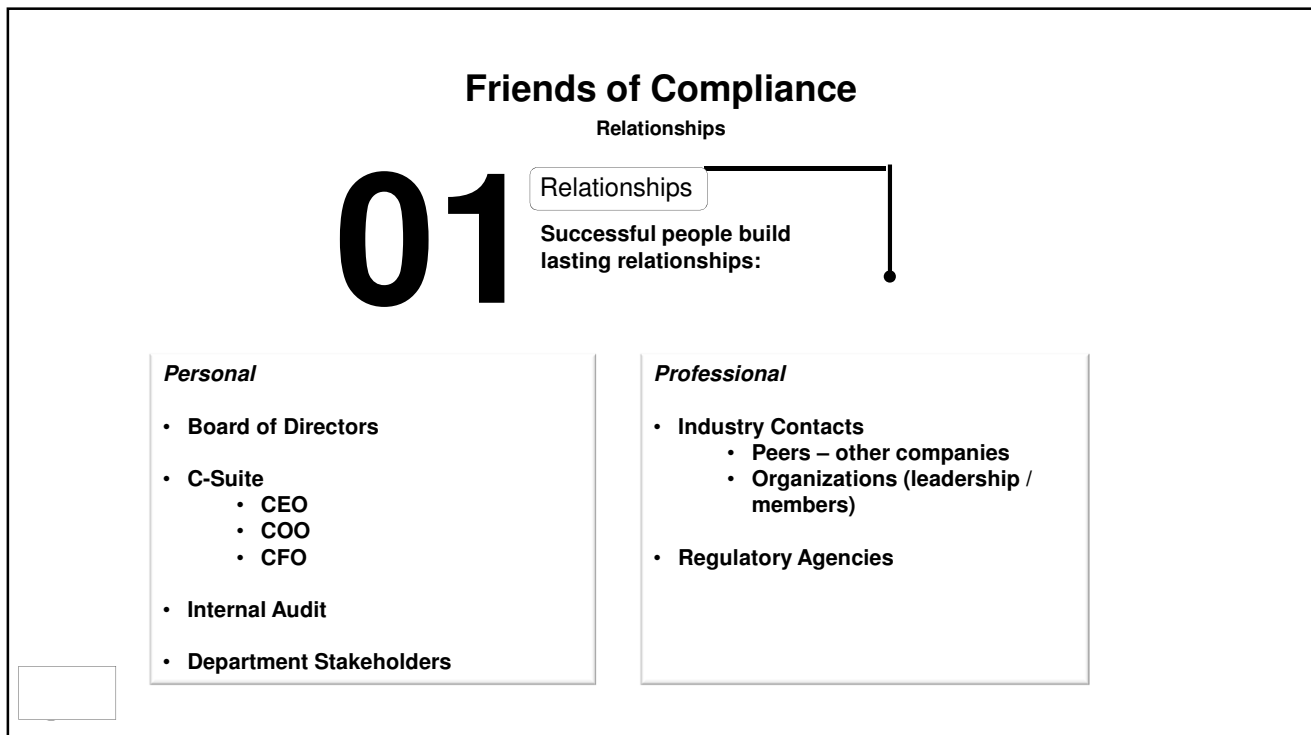 Friends of Compliance
Relationships
01
Relationships
Successful people build
lasting relationships:
Personal
• Board of Directors
• C-Suite
• CEO
• COO
• CFO
• Internal Audit
• Department Stakeholders
Professional
• Industry Contacts
• Peers – other companies
• Organizations (leadership /
members)
• Regulatory Agencies